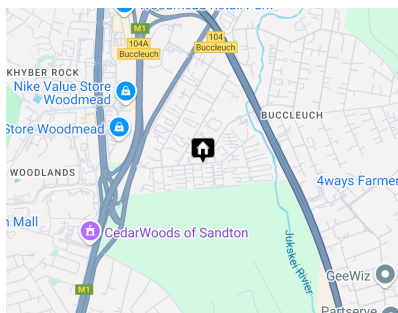 Woodmead Retail Park
M1
104A
Buccleuch
104
Buccleuch
KHYBER ROCK
Nike Value Store
Woodmead
Store Woodmead
BUCCLEUCH
WOODLANDS
4ways Farmer
n Mall
CedarWoods of Sandton
Jukskei Rivier
GeeWiz
M1
Partserve